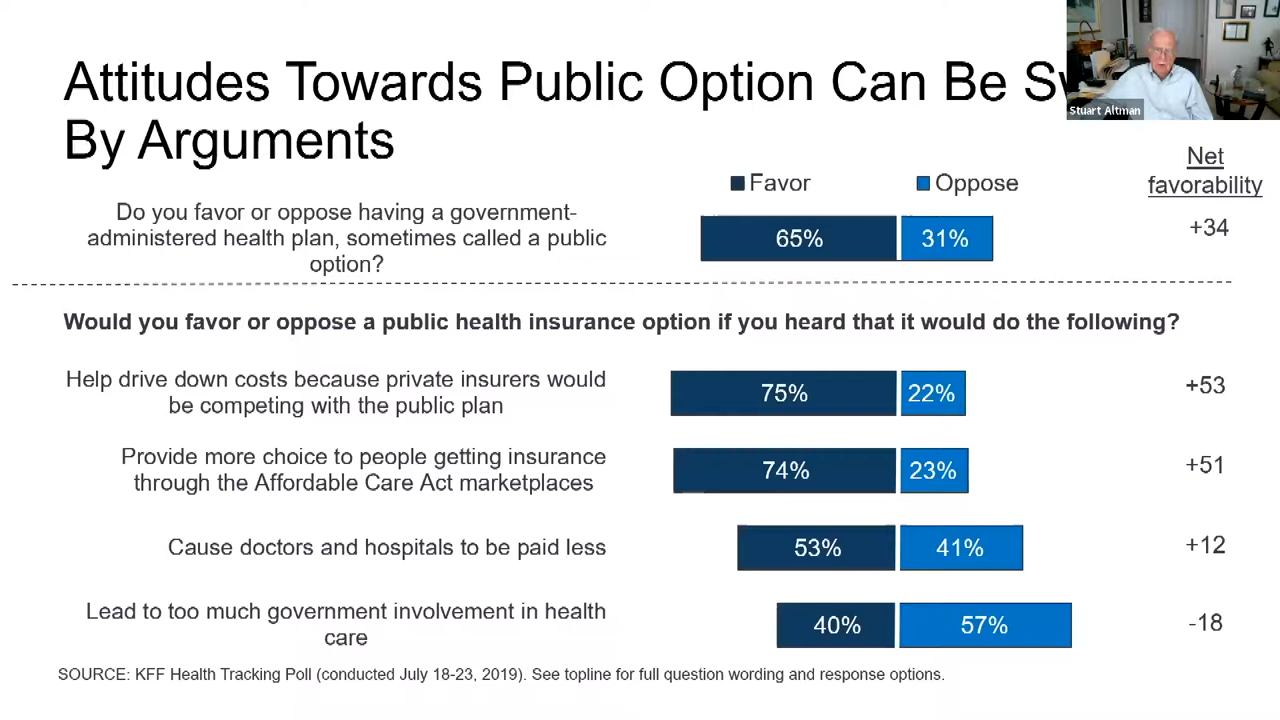 Attitudes Towards Public Option Can Be
By Arguments
Stuart Altman
Favor
Oppose
Net
favorability
Do you favor or oppose having a government-
administered health plan, sometimes called a public
option?
65%
31%
+34
Would you favor or oppose a public health insurance option if you heard that it would do the following?
Help drive down costs because private insurers would
be competing with the public plan
75%
22%
+53
Provide more choice to people getting insurance
through the Affordable Care Act marketplaces
74%
23%
+51
Cause doctors and hospitals to be paid less
53%
41%
+12
Lead to too much government involvement in health
care
40%
57%
-18
SOURCE: KFF Health Tracking Poll (conducted July 18-23, 2019). See topline for full question wording and response options.